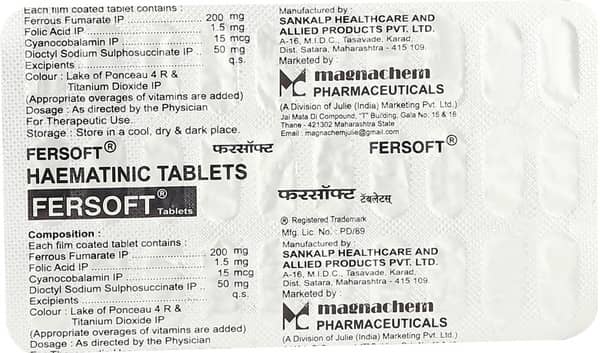 Each film coated tablet contains :
Ferrous Fumarate IP ........ 200 mg
Folic Acid IP ........ 1.5 mg
Cyanocobalamin IP ........ 15 mcg
Dioctyl Sodium Sulphosuccinate IP .. 50 mg
Excipients ........ q.s.
Colour : Lake of Ponceau 4 R &
Titanium Dioxide IP
(Appropriate overages of vitamins are added)
Dosage : As directed by the Physician
For Therapeutic Use.
Storage : Store in a cool, dry & dark place.
FERSOFT®
HAEMATINIC TABLETS
FERSOFT®
Tablets
Composition :
Each film coated tablet contains :
Ferrous Fumarate IP ........ 200 mg
Folic Acid IP ........ 1.5 mg
Cyanocobalamin IP ........ 15 mcg
Dioctyl Sodium Sulphosuccinate IP .. 50 mg
Excipients ........ q.s.
Colour : Lake of Ponceau 4 R &
Titanium Dioxide IP
(Appropriate overages of vitamins are added)
Dosage : As directed by the Physician
Manufactured by :
SANKALP HEALTHCARE AND
ALLIED PRODUCTS PVT. LTD.
A-16, M.I.D.C., Tasavade, Karad,
Dist. Satara, Maharashtra - 415 109.
Marketed by :
magnachem
PHARMACEUTICALS
(A Division of Julie (India) Marketing Pvt. Ltd.)
Jai Mata Di Compound, "T" Building, Gala No. 15 & 16
Thane - 421302 Maharashtra State
Email : magnachemjulie@gmail.com
फरसॉफ्ट FERSOFT®
फरसॉफ्ट टॅबलेटस्
® Registered Trademark
Mfg. Lic. No. : PD/89
Manufactured by :
SANKALP HEALTHCARE AND
ALLIED PRODUCTS PVT. LTD.
A-16, M.I.D.C., Tasavade, Karad,
Dist. Satara, Maharashtra - 415 109.
Marketed by :
magnachem
PHARMACEUTICALS
(A Division of Julie (India) Marketing Pvt. Ltd.)